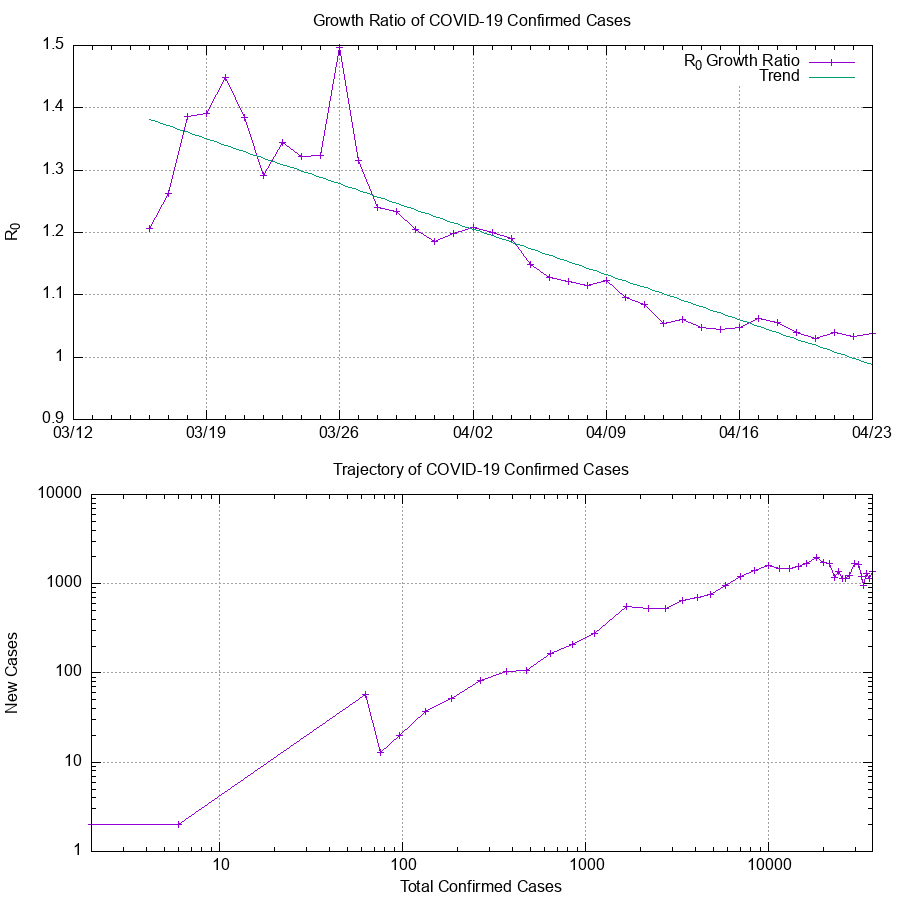 Growth Ratio of COVID-19 Confirmed Cases
R0 Growth Ratio
Trend
1.5
1.4
1.3
1.2
1.1
1
0.9
R0
03/12 03/19 03/26 04/02 04/09 04/16 04/23
Trajectory of COVID-19 Confirmed Cases
10000
1000
100
10
1
New Cases
10 100 1000 10000
Total Confirmed Cases